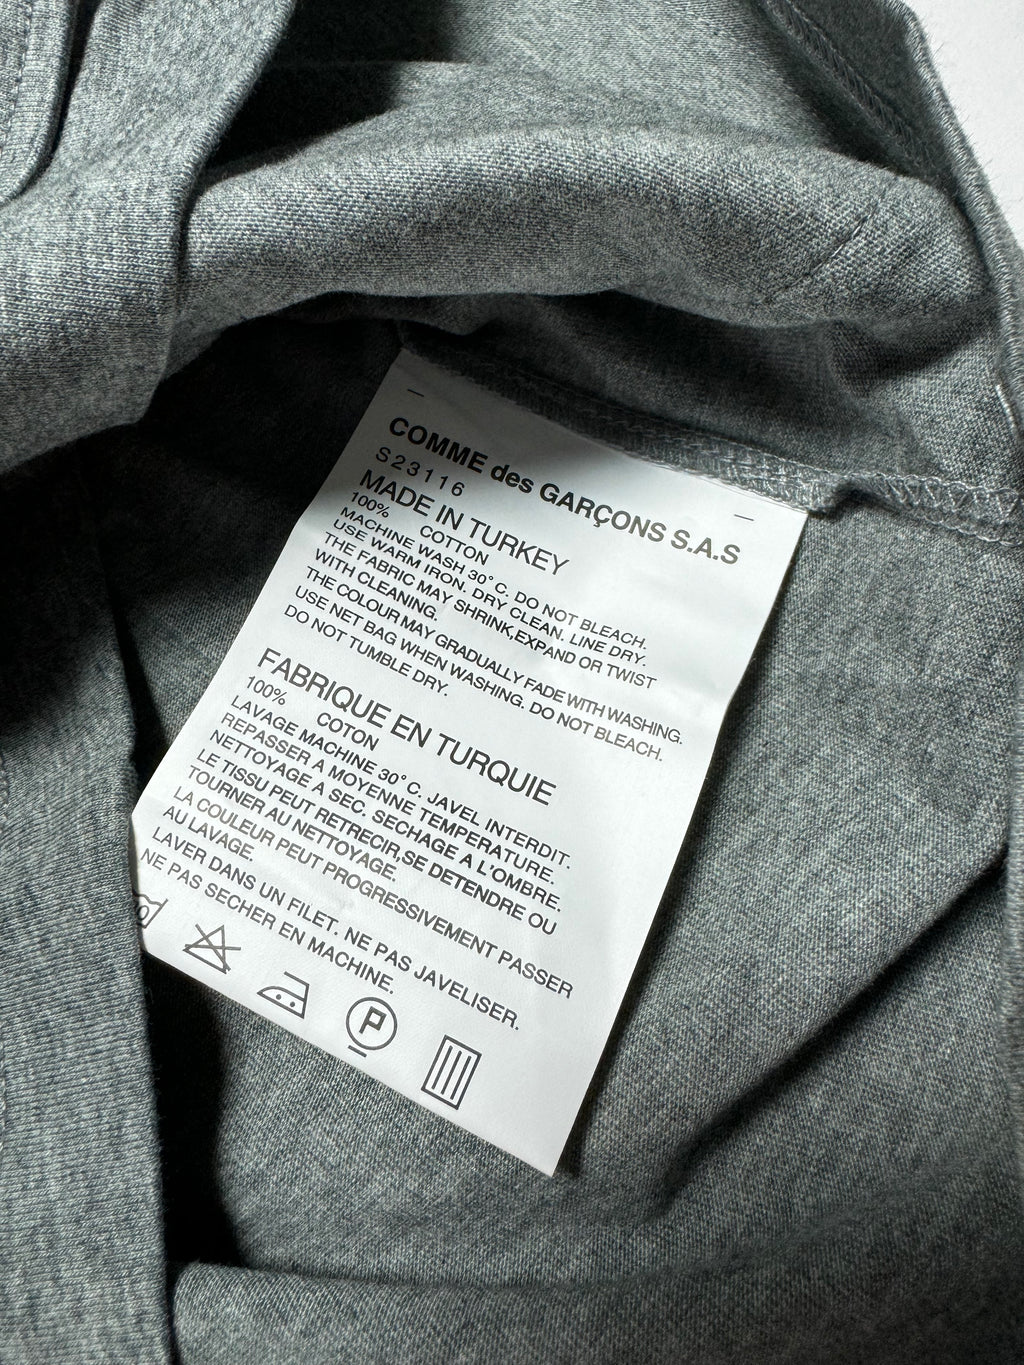 COMME des GARÇONS S.A.S
S23116
MADE IN TURKEY
100% COTTON
MACHINE WASH 30° C. DO NOT BLEACH.
USE WARM IRON. DRY CLEAN. LINE DRY.
THE FABRIC MAY SHRINK,EXPAND OR TWIST
WITH CLEANING.
THE COLOUR MAY GRADUALLY FADE WITH WASHING.
USE NET BAG WHEN WASHING. DO NOT BLEACH.
DO NOT TUMBLE DRY.
FABRIQUE EN TURQUIE
100% COTON
LAVAGE MACHINE 30° C. JAVEL INTERDIT.
REPASSER A MOYENNE TEMPERATURE.
NETTOYAGE A SEC. SECHAGE A L'OMBRE.
LE TISSU PEUT RETRECIR,SE DETENDRE OU
TOURNER AU NETTOYAGE.
LA COULEUR PEUT PROGRESSIVEMENT PASSER
AU LAVAGE.
LAVER DANS UN FILET. NE PAS JAVELISER.
NE PAS SECHER EN MACHINE.
P